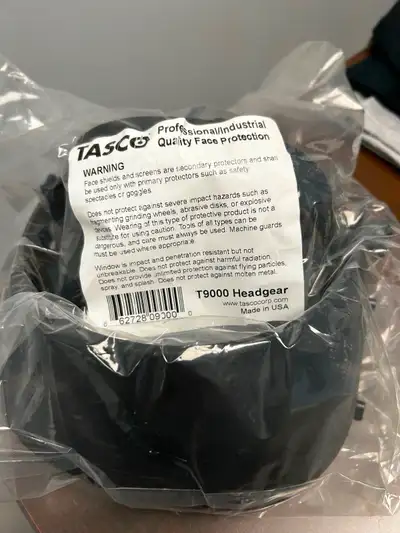 TASCO
Professional/Industrial
Quality Face Protection
WARNING
Face shields and screens are secondary protectors and shall
be used only with primary protectors such as safety
spectacles or goggles.
Does not protect against severe impact hazards such as
fragmenting grinding wheels, abrasive disks, or explosive
Wearing of this type of protective product is not a
substitute for using caution. Tools of all types can be
dangerous, and care must always be used. Machine guards
must be used where appropriate.
Window is impact and penetration resistant but not
unbreakable. Does not protect against harmful radiation.
Does not provide unlimited protection against flying particles,
spray, and splash. Does not protect against molten metal.
T9000 Headgear
www.tascocorp.com
Made in USA
0 62728 09000 0